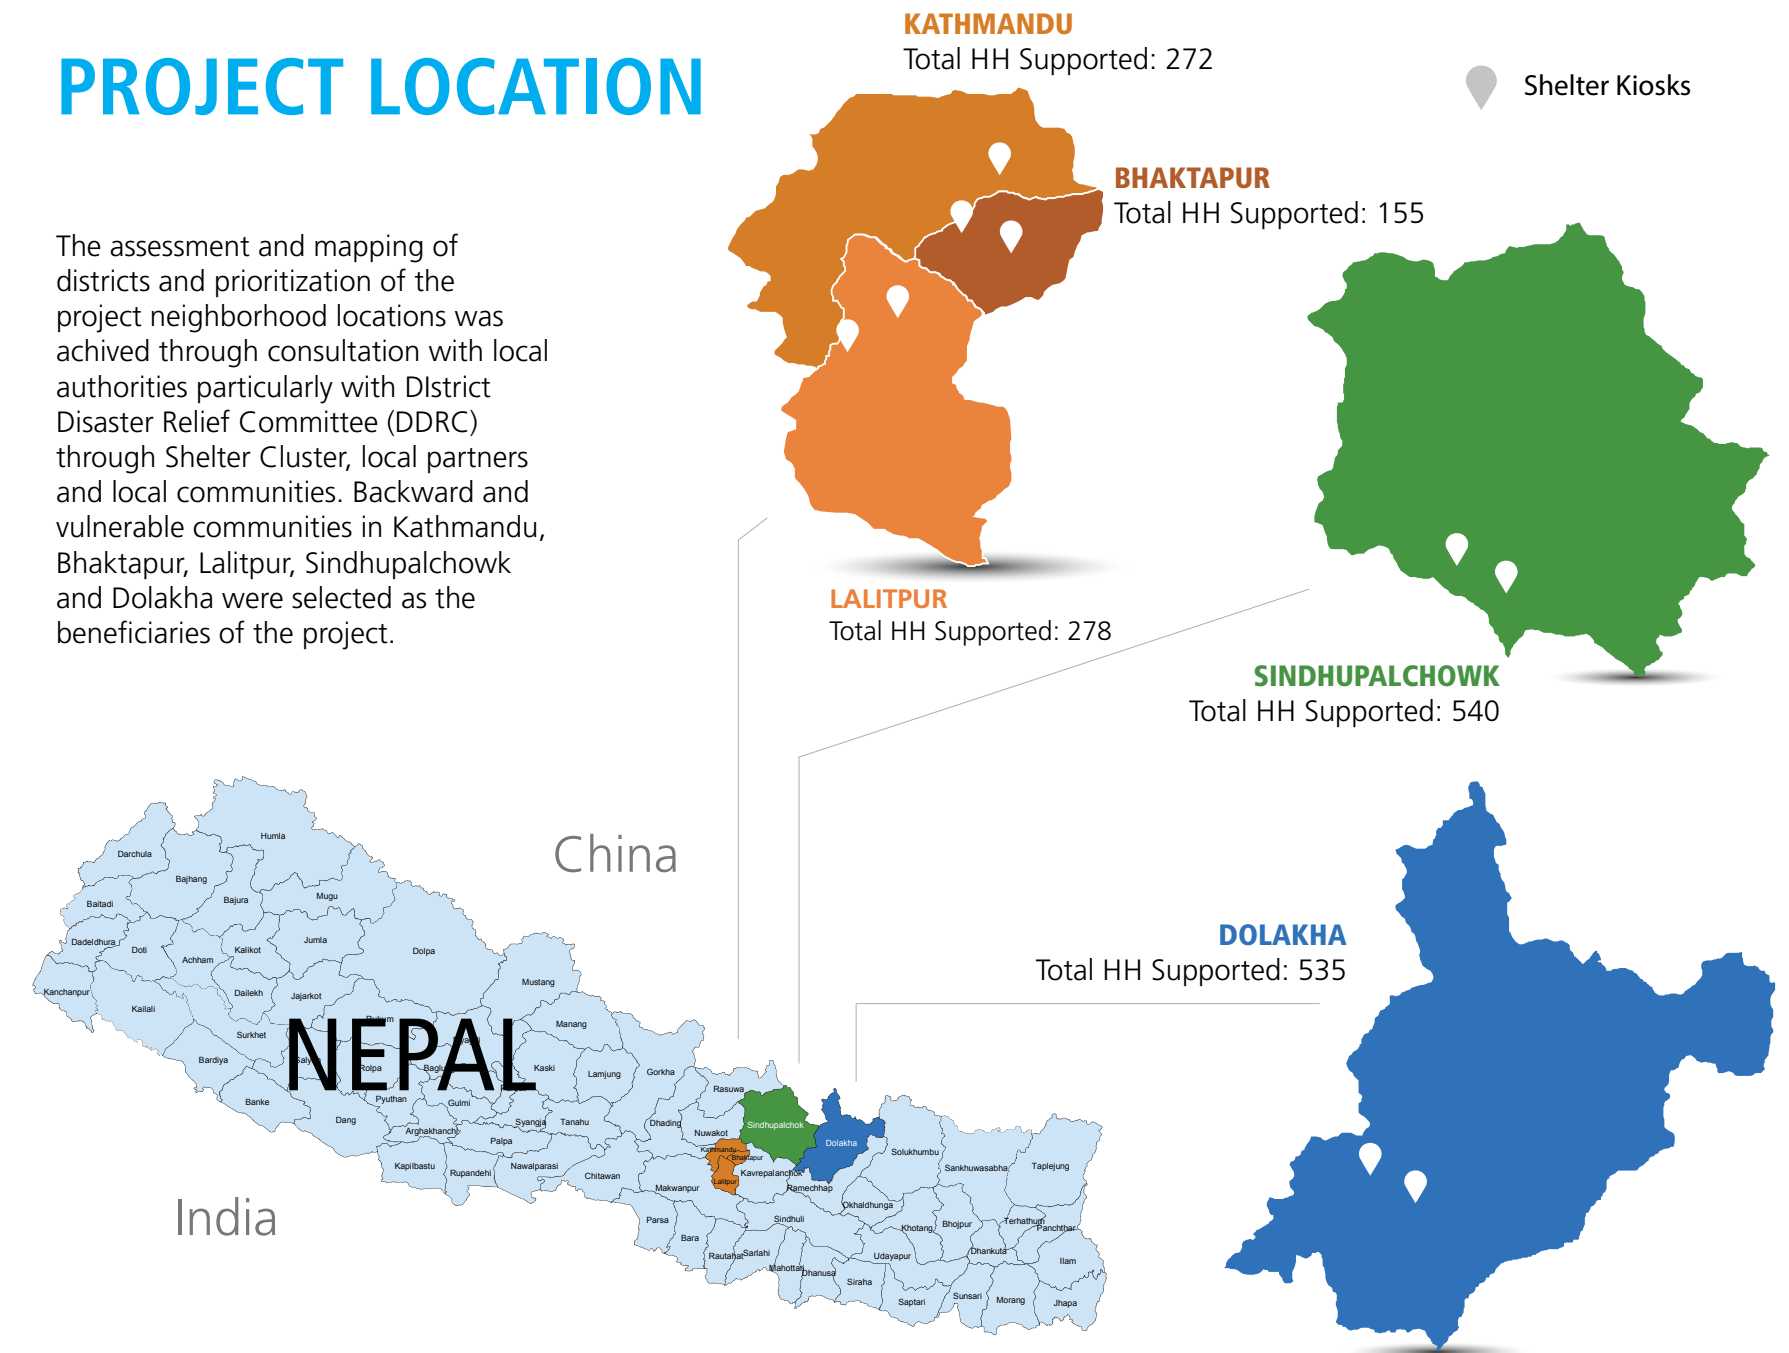 PROJECT LOCATION
The assessment and mapping of
districts and prioritization of the
project neighborhood locations was
achived through consultation with local
authorities particularly with DIstrict
Disaster Relief Committee (DDRC)
through Shelter Cluster, local partners
and local communities. Backward and
vulnerable communities in Kathmandu,
Bhaktapur, Lalitpur, Sindhupalchowk
and Dolakha were selected as the
beneficiaries of the project.
KATHMANDU
Total HH Supported: 272
Shelter Kiosks
BHAKTAPUR
Total HH Supported: 155
LALITPUR
Total HH Supported: 278
SINDHUPALCHOWK
Total HH Supported: 540
DOLAKHA
Total HH Supported: 535
China
India
NEPAL
Humla
Darchula
Bajhang
Bajura
Mugu
Baitadi
Dadeldhura
Doti
Achham
Kalikot
Jumla
Dolpa
Kanchanpur
Kailali
Dailekh
Jajarkot
Mustang
Surkhet
Manang
Bardiya
Rolpa
Kaski
Lamjung
Gorkha
Rasuwa
Banke
Pyuthan
Gulmi
Dang
Arghakhanchi
Syangja
Tanahu
Dhading
Nuwakot
Sindhupalchok
Dolakha
Palpa
Kathmandu
Bhaktapur
Lalitpur
Kavrepalanchok
Ramechhap
Solukhumbu
Sankhuwasabha
Taplejung
Kapilbastu
Rupandehi
Nawalparasi
Chitawan
Makwanpur
Okhaldhunga
Parsa
Bara
Sindhuli
Khotang
Bhojpur
Terhathum
Panchthar
Rautahat
Sarlahi
Mahottari
Dhanusa
Siraha
Udayapur
Dhankuta
Ilam
Saptari
Sunsari
Morang
Jhapa